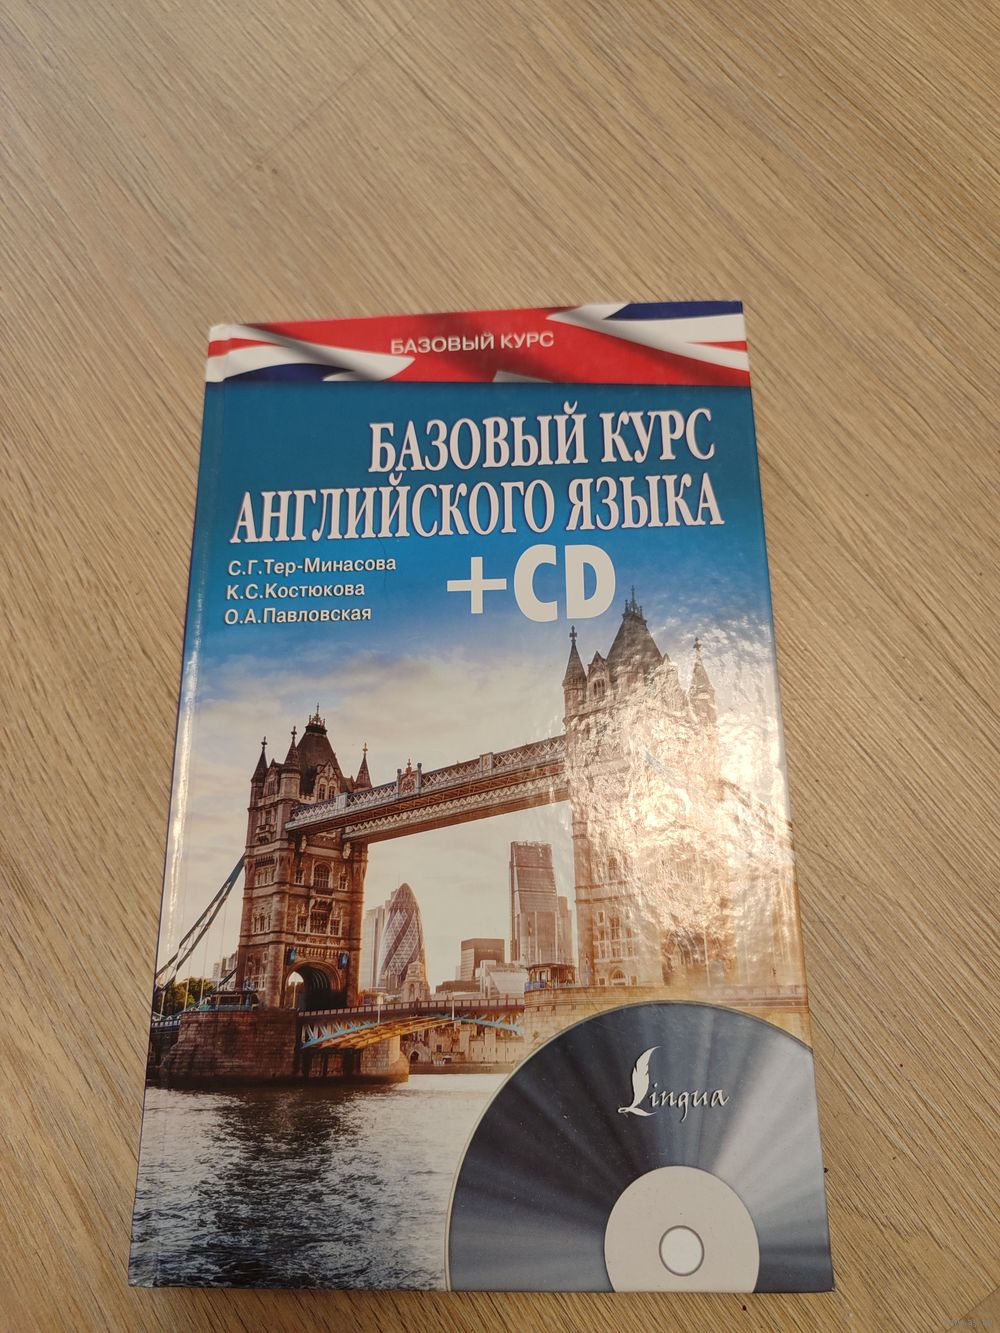 БАЗОВЫЙ КУРС
БАЗОВЫЙ КУРС
АНГЛИЙСКОГО ЯЗЫКА
+CD
С.Г.Тер-Минасова
К.С.Костюкова
О.А.Павловская
Lingua